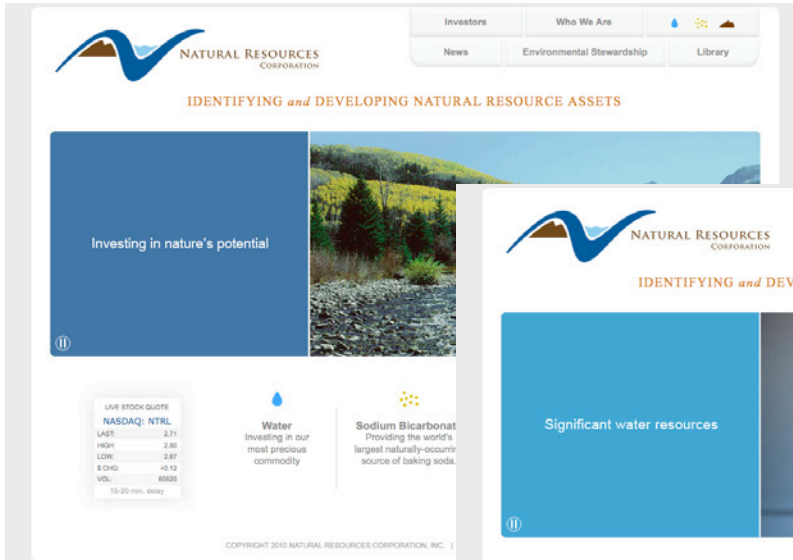 Investors
Who We Are
NATURAL RESOURCES
CORPORATION
News
Environmental Stewardship
Library
IDENTIFYING and DEVELOPING NATURAL RESOURCE ASSETS
Investing in nature's potential
NATURAL RESOURCES
CORPORATION
IDENTIFYING and DEV
Significant water resources
LIVE STOCK QUOTE
NASDAQ: NTRL
LAST: 2.71
HIGH: 2.80
LOW: 2.67
$ CHG: +0.12
VOL: 60620
15-20 min. delay
Water
Investing in our
most precious
commodity
Sodium Bicarbonat
Providing the world's
largest naturally-occurrin
source of baking soda.
COPYRIGHT 2010 NATURAL RESOURCES CORPORATION, INC. |